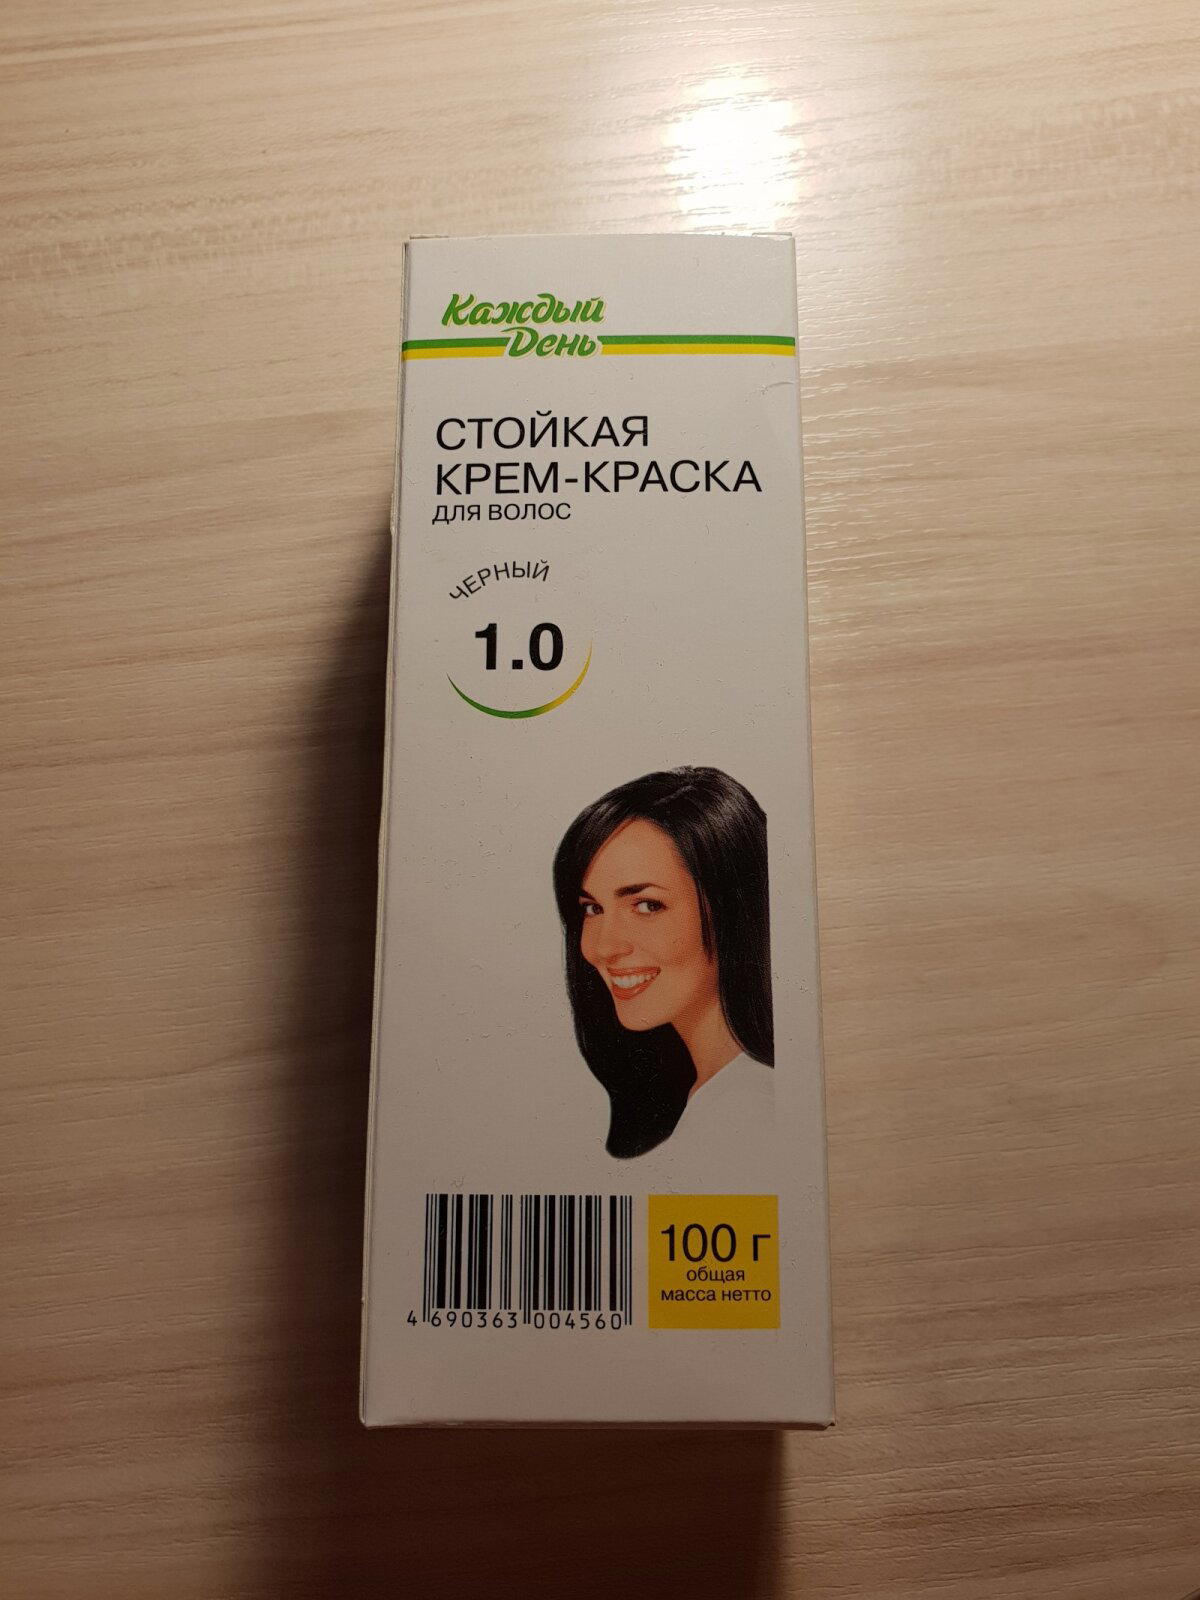 Каждый
День
СТОЙКАЯ
КРЕМ-КРАСКА
ДЛЯ ВОЛОС
ЧЕРНЫЙ
1.0
100 г
общая
масса нетто
4 690363 004560